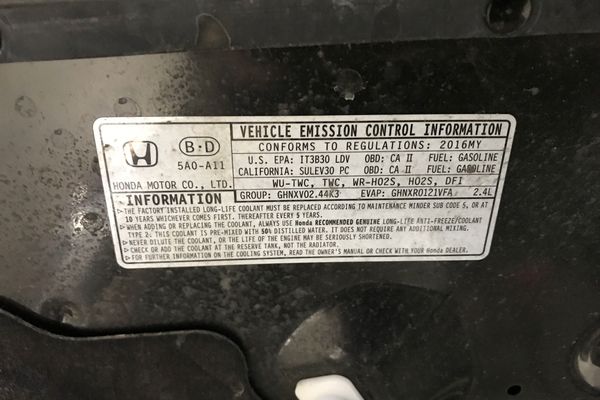 B-D
5A0-A11
HONDA MOTOR CO., LTD.
VEHICLE EMISSION CONTROL INFORMATION
CONFORMS TO REGULATIONS: 2016MY
U.S. EPA: IT3B30 LDV OBD: CA II FUEL: GASOLINE
CALIFORNIA: SULEV30 PC OBD: CA II FUEL: GASOLINE
WU-TWC, TWC, WR-HO2S, HO2S, DFI
GROUP: GHNXV02.44K3 EVAP: GHNXR0121VFA 2.4L
INFORMATION
▷THE FACTORY INSTALLED LONG-LIFE COOLANT MUST BE REPLACED ACCORDING TO MAINTENANCE MINDER SUB CODE 5, OR AT
10 YEARS WHICHEVER COMES FIRST. THEREAFTER EVERY 5 YEARS.
▷WHEN ADDING OR REPLACING THE COOLANT, ALWAYS USE Honda RECOMMENDED GENUINE LONG-LIFE ANTI-FREEZE/COOLANT
TYPE 2. THIS COOLANT IS PRE-MIXED WITH 50% DISTILLED WATER. IT DOES NOT REQUIRE ANY ADDITIONAL MIXING.
▷NEVER DILUTE THE COOLANT, OR THE LIFE OF THE ENGINE MAY BE SERIOUSLY SHORTENED.
▷CHECK OR ADD THE COOLANT AT THE RESERVE TANK, NOT THE RADIATOR.
▷FOR FURTHER INFORMATION ON THE COOLING SYSTEM, READ THE OWNER'S MANUAL OR CHECK WITH YOUR Honda DEALER.